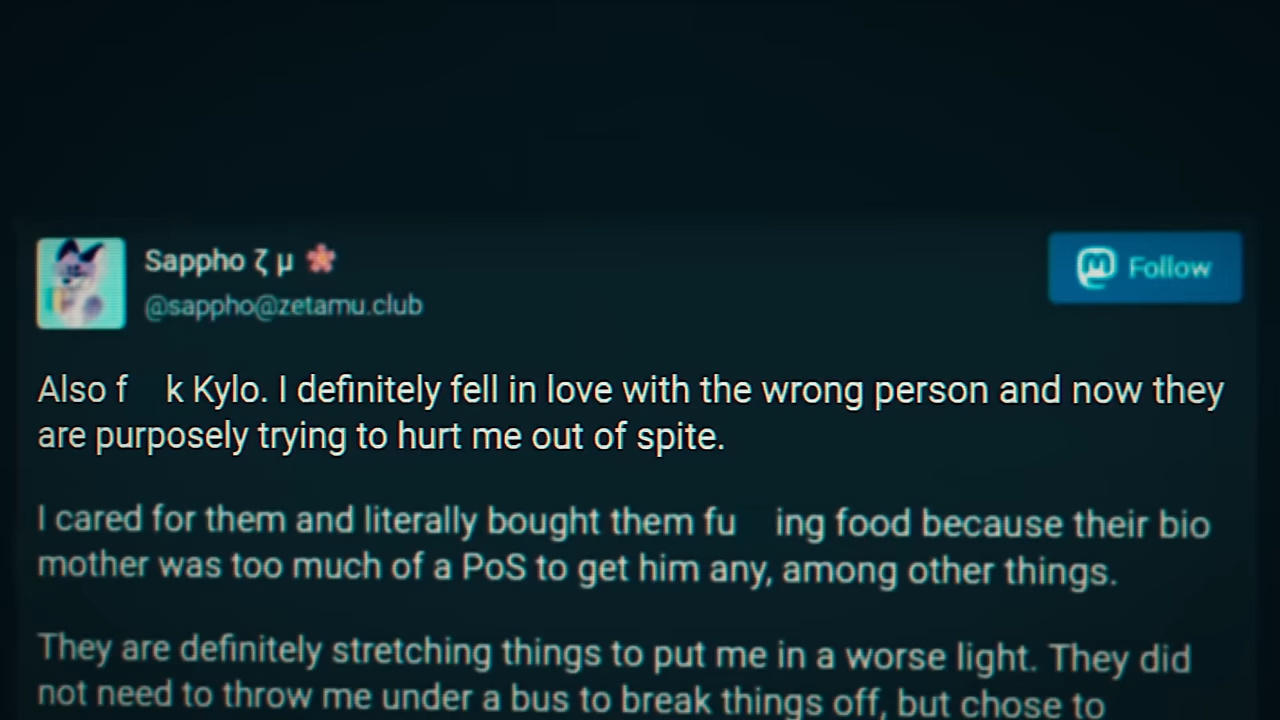 Sappho ζ μ
@sappho@zetamu.club
Follow
Also f k Kylo. I definitely fell in love with the wrong person and now they
are purposely trying to hurt me out of spite.
I cared for them and literally bought them fu ing food because their bio
mother was too much of a PoS to get him any, among other things.
They are definitely stretching things to put me in a worse light. They did
not need to throw me under a bus to break things off, but chose to